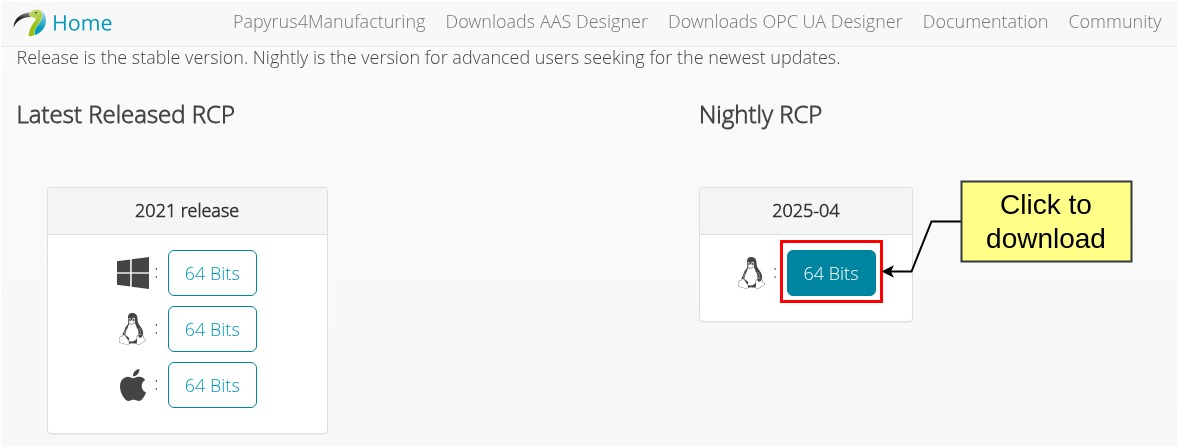 Home Papyrus4Manufacturing Downloads AAS Designer Downloads OPC UA Designer Documentation Community
Release is the stable version. Nightly is the version for advanced users seeking for the newest updates.
Latest Released RCP
2021 release
: 64 Bits
: 64 Bits
: 64 Bits
Nightly RCP
2025-04
: 64 Bits
Click to
download